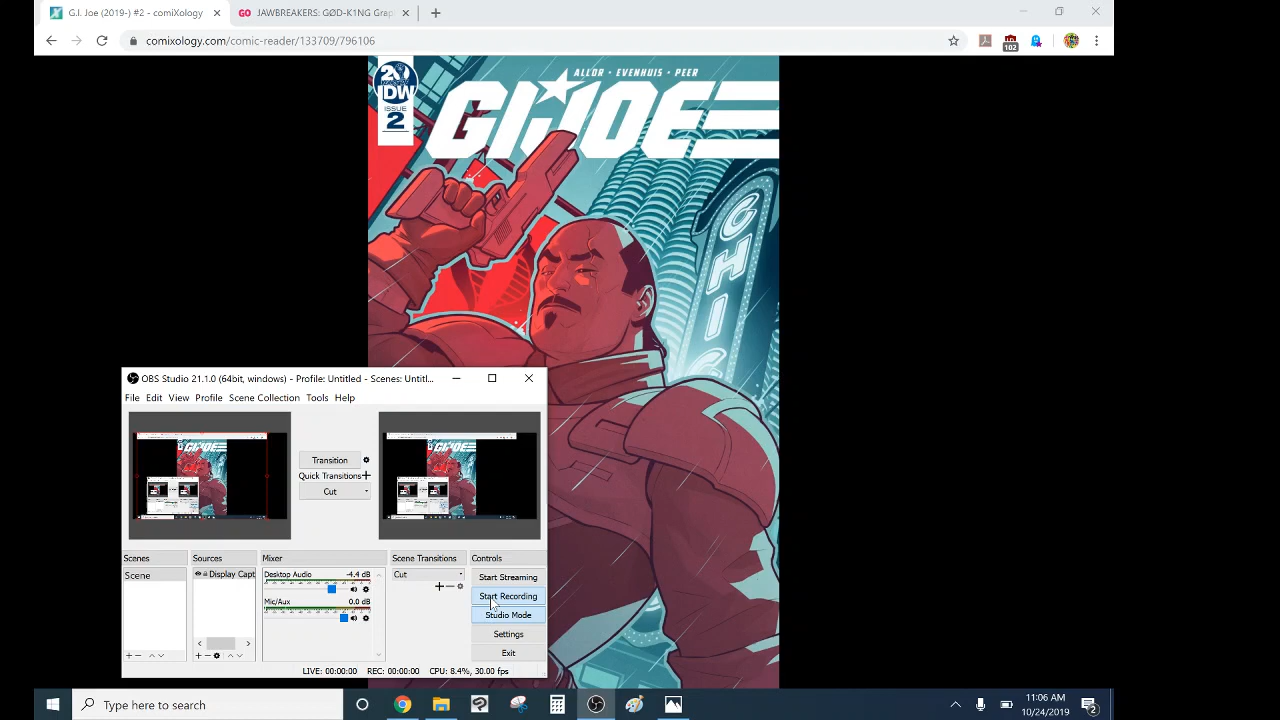 G.I. Joe (2019-) #2 - comiXology
GO JAWBREAKERS: GØD-K1NG Grap
comixology.com/comic-reader/133709/796106
102
ALLOR • EVENHUIS • PEER
20
IDW
ISSUE
2
G.I. JOE
CHIC
OBS Studio 21.1.0 (64bit, windows) - Profile: Untitled - Scenes: Untitl...
File Edit View Profile Scene Collection Tools Help
Transition
Quick Transitions
Cut
Scenes Sources Mixer Scene Transitions Controls
Scene
Display Capt
Desktop Audio -4.4 dB
Mic/Aux 0.0 dB
Cut
Start Streaming
Start Recording
Studio Mode
Settings
Exit
LIVE: 00:00:00 REC: 00:00:00 CPU: 8.4%, 30.00 fps
Type here to search
11:06 AM
10/24/2019
2